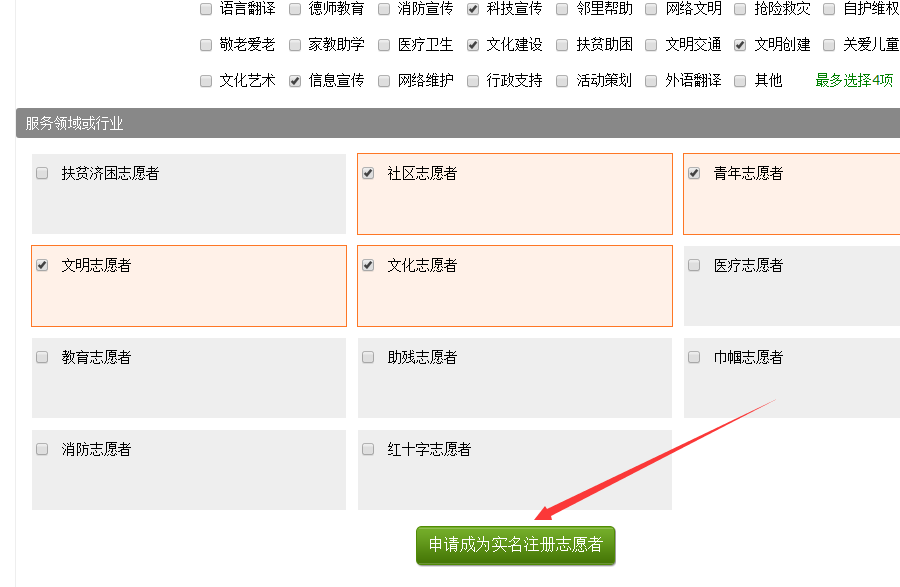 语言翻译 德师教育 消防宣传 科技宣传 邻里帮助 网络文明 抢险救灾 自护维权
敬老爱老 家教助学 医疗卫生 文化建设 扶贫助困 文明交通 文明创建 关爱儿童
文化艺术 信息宣传 网络维护 行政支持 活动策划 外语翻译 其他 最多选择4项
服务领域或行业
扶贫济困志愿者 社区志愿者 青年志愿者
文明志愿者 文化志愿者 医疗志愿者
教育志愿者 助残志愿者 巾帼志愿者
消防志愿者 红十字志愿者
申请成为实名注册志愿者